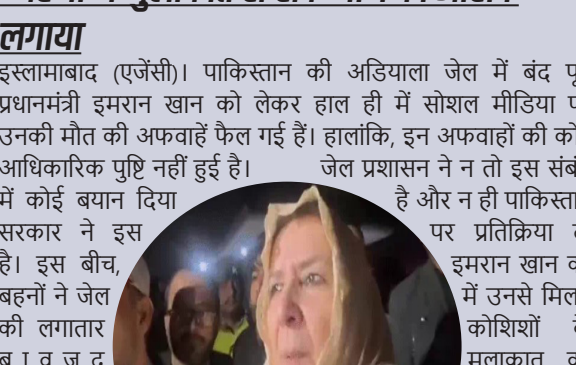 लगाया
इस्लामाबाद (एजेंसी)। पाकिस्तान की अडियाला जेल में बंद
प्रधानमंत्री इमरान खान को लेकर हाल ही में सोशल मीडिया
उनकी मौत की अफवाहें फैल गई हैं। हालांकि, इन अफवाहों की
आधिकारिक पुष्टि नहीं हुई है। जेल प्रशासन ने न तो इस
में कोई बयान दिया है और न ही
सरकार ने इस पर प्रतिक्रिया
है। इस बीच, इमरान खान
बहनों ने जेल में उनसे
की लगातार कोशिशों